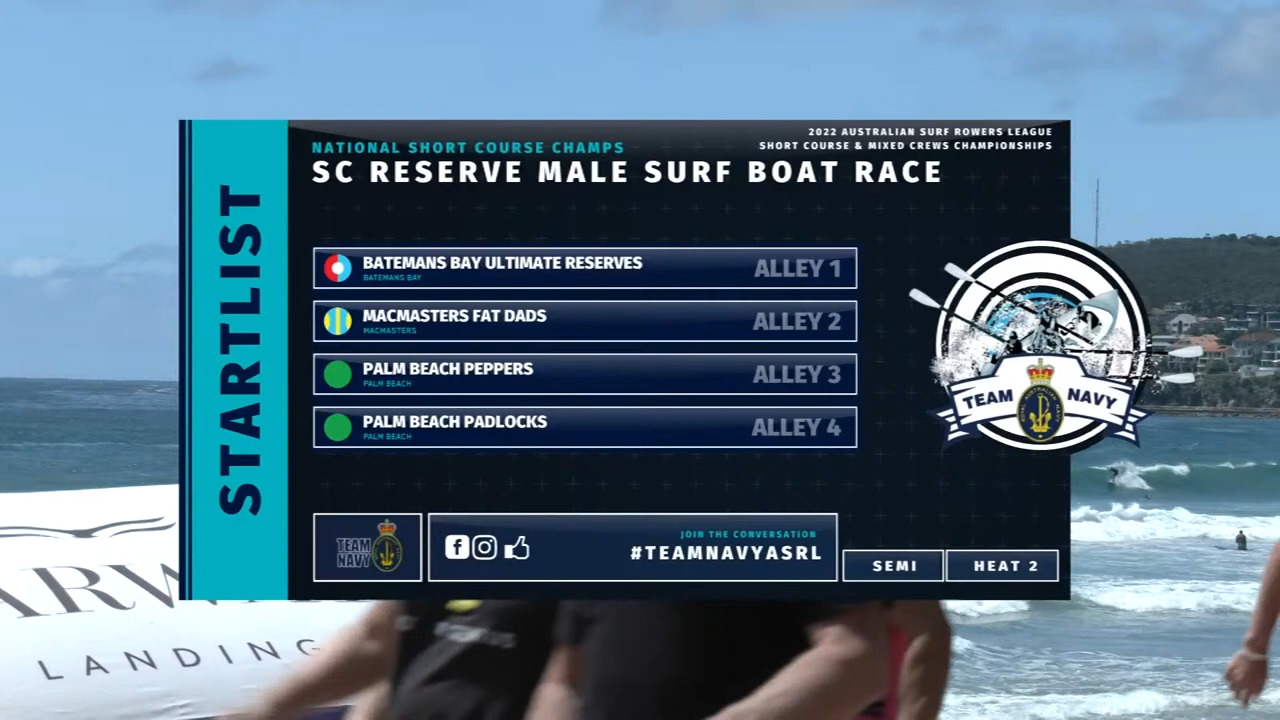 STARTLIST
2022 AUSTRALIAN SURF ROWERS LEAGUE
SHORT COURSE & MIXED CREWS CHAMPIONSHIPS
NATIONAL SHORT COURSE CHAMPS
SC RESERVE MALE SURF BOAT RACE
BATEMANS BAY ULTIMATE RESERVES
BATEMANS BAY
ALLEY 1
MACMASTERS FAT DADS
MACMASTERS
ALLEY 2
PALM BEACH PEPPERS
PALM BEACH
ALLEY 3
PALM BEACH PADLOCKS
PALM BEACH
ALLEY 4
TEAM NAVY
ROYAL AUSTRALIAN NAVY
TEAM
NAVY
JOIN THE CONVERSATION
#TEAMNAVYASRL
SEMI
HEAT 2
LANDING